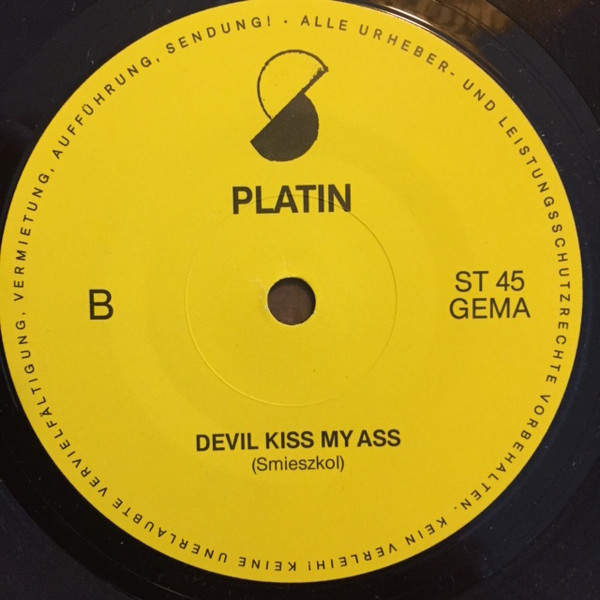 PLATIN
B
ST 45
GEMA
DEVIL KISS MY ASS
(Smieszkol)
ALLE URHEBER- UND LEISTUNGSSCHUTZRECHTE VORBEHALTEN. KEIN VERLEIH! KEINE UNERLAUBTE VERVIELFÄLTIGUNG, VERMIETUNG, AUFFÜHRUNG, SENDUNG! ·